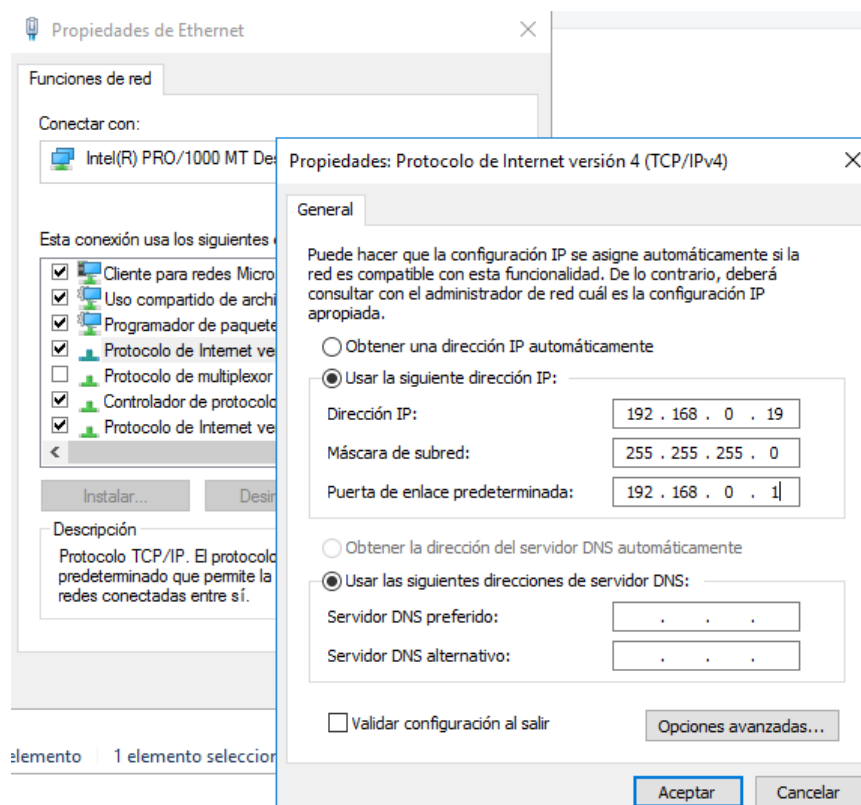 Propiedades de Ethernet
Funciones de red
Conectar con:
Intel(R) PRO/1000 MT De
Esta conexión usa los siguientes
Cliente para redes Micro
Uso compartido de archi
Programador de paquete
Protocolo de Internet ve
Protocolo de multiplexor
Controlador de protocolo
Protocolo de Internet ve
Instalar...
Desin
Descripción
Protocolo TCP/IP. El protocolo
predeterminado que permite la
redes conectadas entre sí.
elemento 1 elemento seleccion
Propiedades: Protocolo de Internet versión 4 (TCP/IPv4)
General
Puede hacer que la configuración IP se asigne automáticamente si la
red es compatible con esta funcionalidad. De lo contrario, deberá
consultar con el administrador de red cuál es la configuración IP
apropiada.
Obtener una dirección IP automáticamente
Usar la siguiente dirección IP:
Dirección IP: 192 . 168 . 0 . 19
Máscara de subred: 255 . 255 . 255 . 0
Puerta de enlace predeterminada: 192 . 168 . 0 . 1
Obtener la dirección del servidor DNS automáticamente
Usar las siguientes direcciones de servidor DNS:
Servidor DNS preferido: . . .
Servidor DNS alternativo: . . .
Validar configuración al salir
Opciones avanzadas...
Aceptar
Cancelar